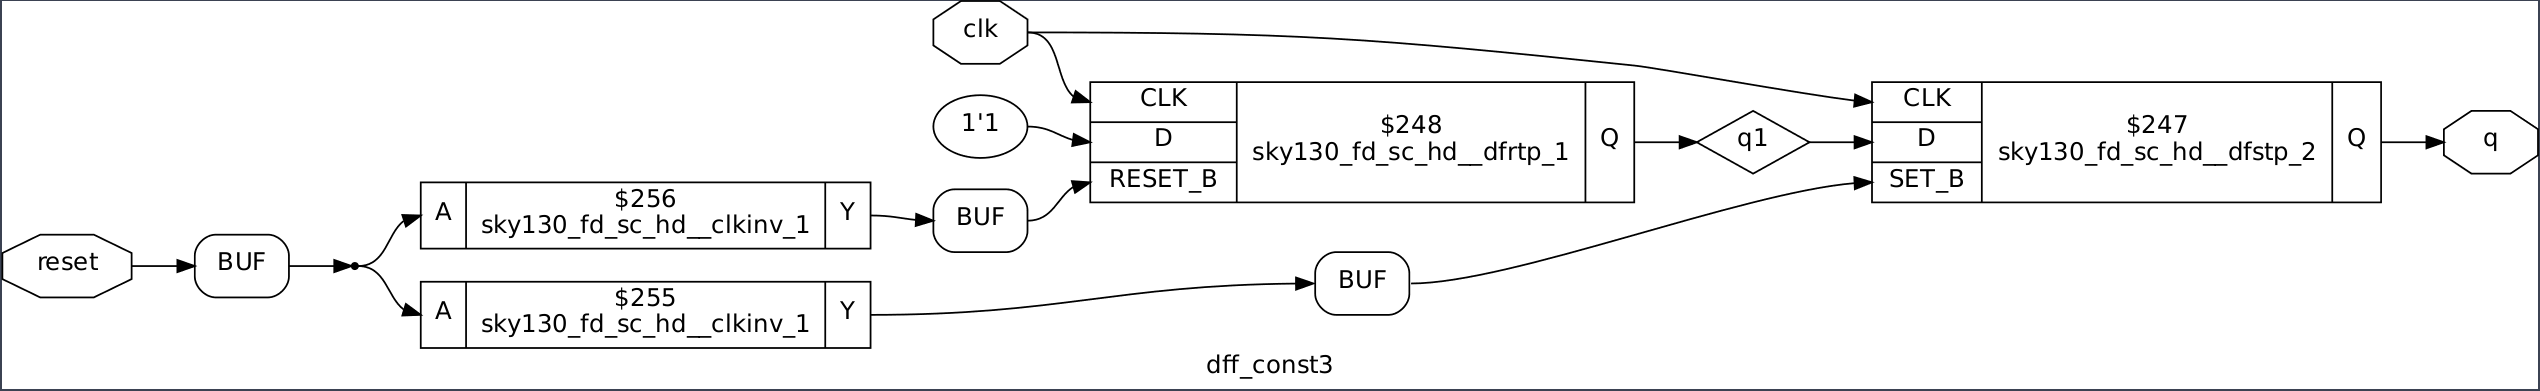 clk
1'1
CLK
D
RESET_B
$248
sky130_fd_sc_hd__dfrtp_1
Q
q1
CLK
D
SET_B
$247
sky130_fd_sc_hd__dfstp_2
Q
q
A
$256
sky130_fd_sc_hd__clkinv_1
Y
BUF
reset
BUF
A
$255
sky130_fd_sc_hd__clkinv_1
Y
BUF
dff_const3